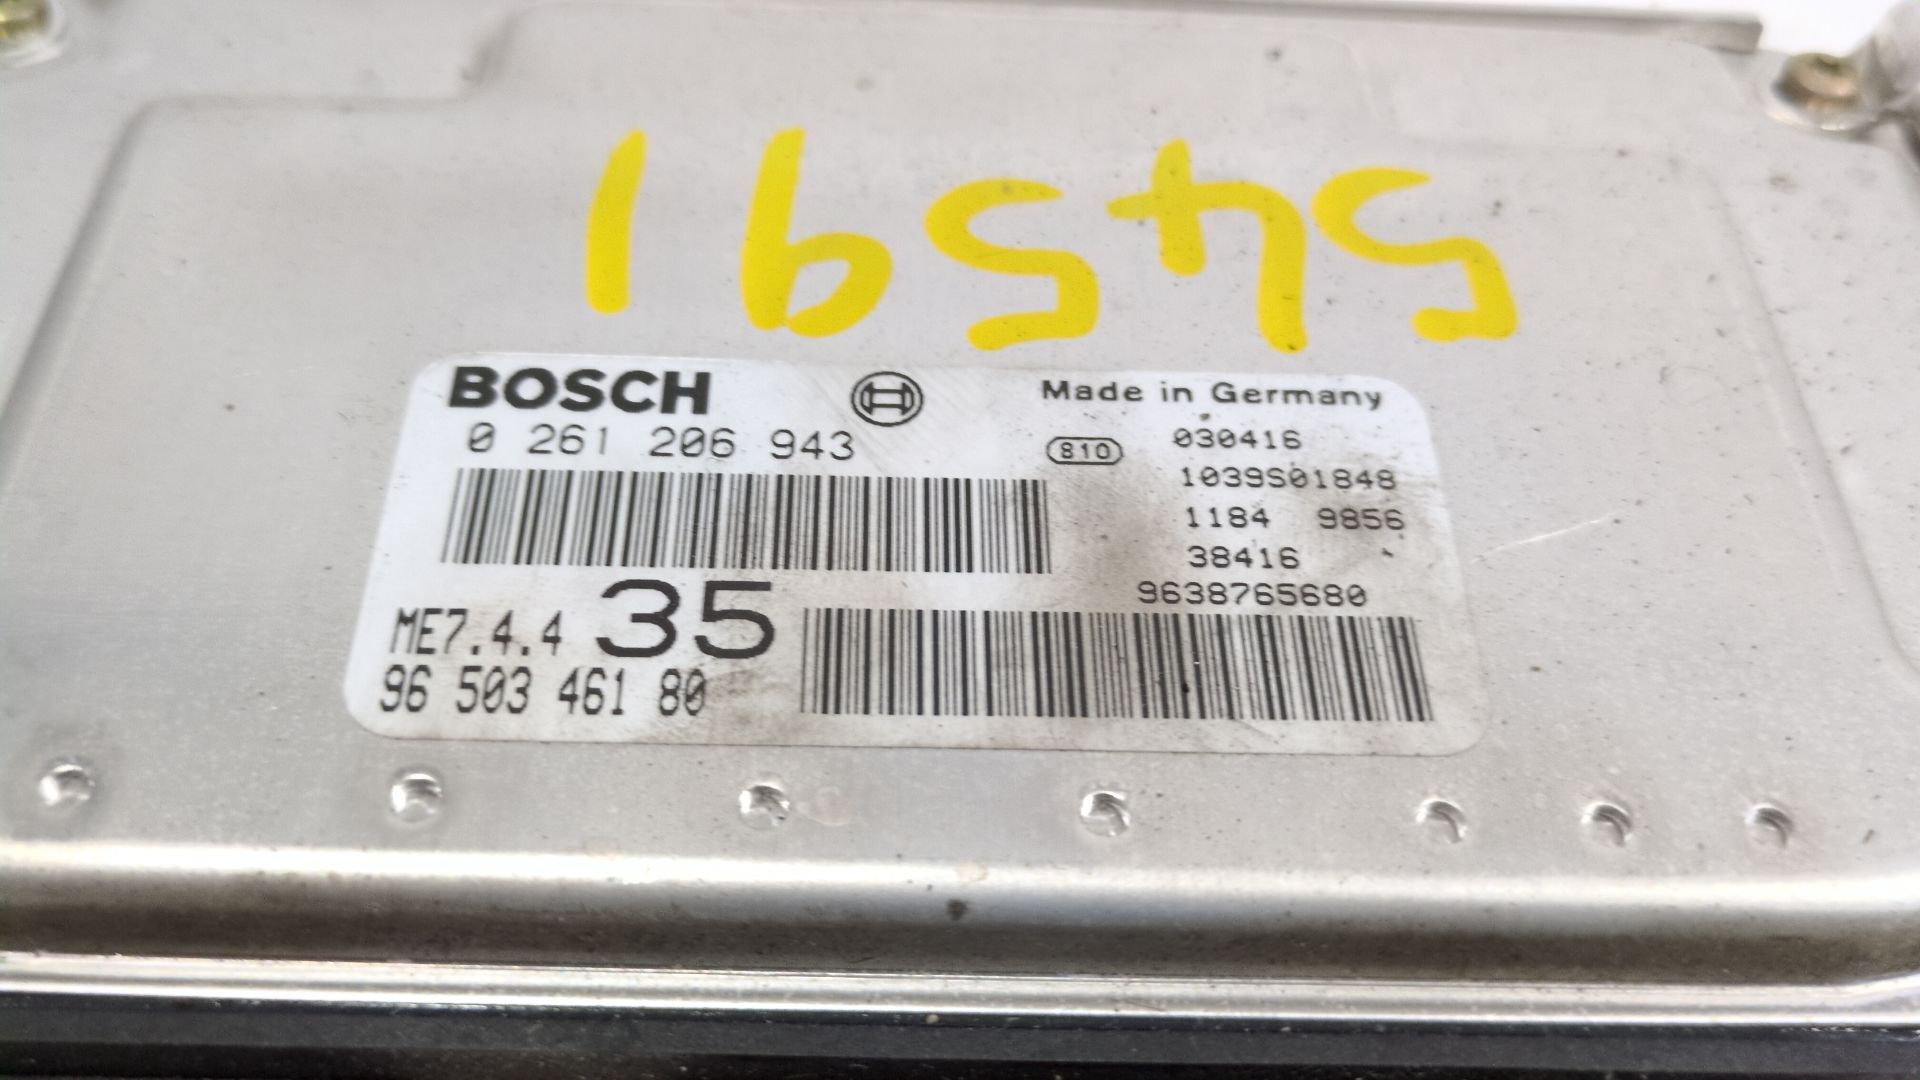 54591
BOSCH
Made in Germany
0 261 206 943
810 030416
1039S01848
1184 9856
38416
9638765680
ME7.4.4 35
96 503 461 80